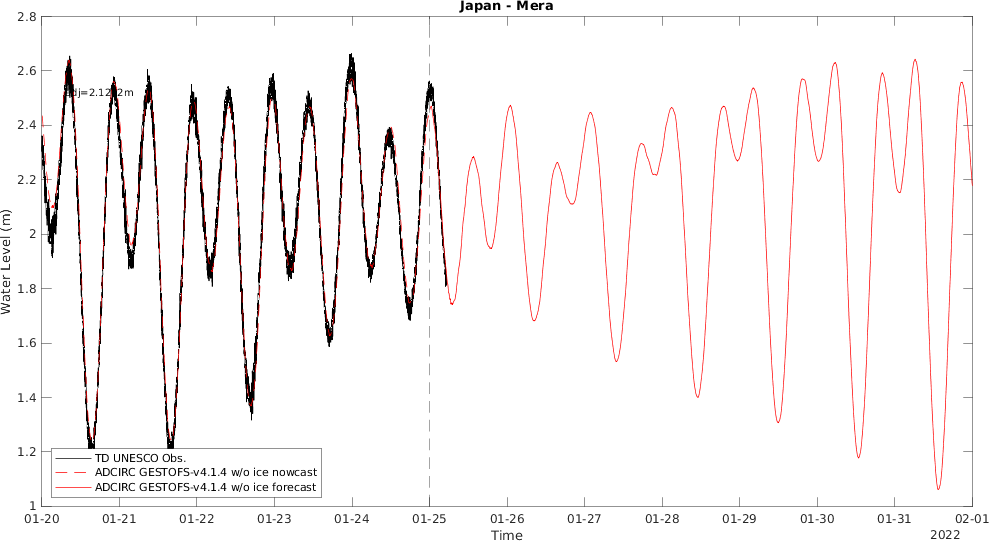 Japan - Mera
2.8
2.6
2.4
2.2
2
1.8
1.6
1.4
1.2
1
Water Level (m)
TD UNESCO Obs.
ADCIRC GESTOFS-v4.1.4 w/o ice nowcast
ADCIRC GESTOFS-v4.1.4 w/o ice forecast
01-20 01-21 01-22 01-23 01-24 01-25 01-26 01-27 01-28 01-29 01-30 01-31 02-01
Time
2022